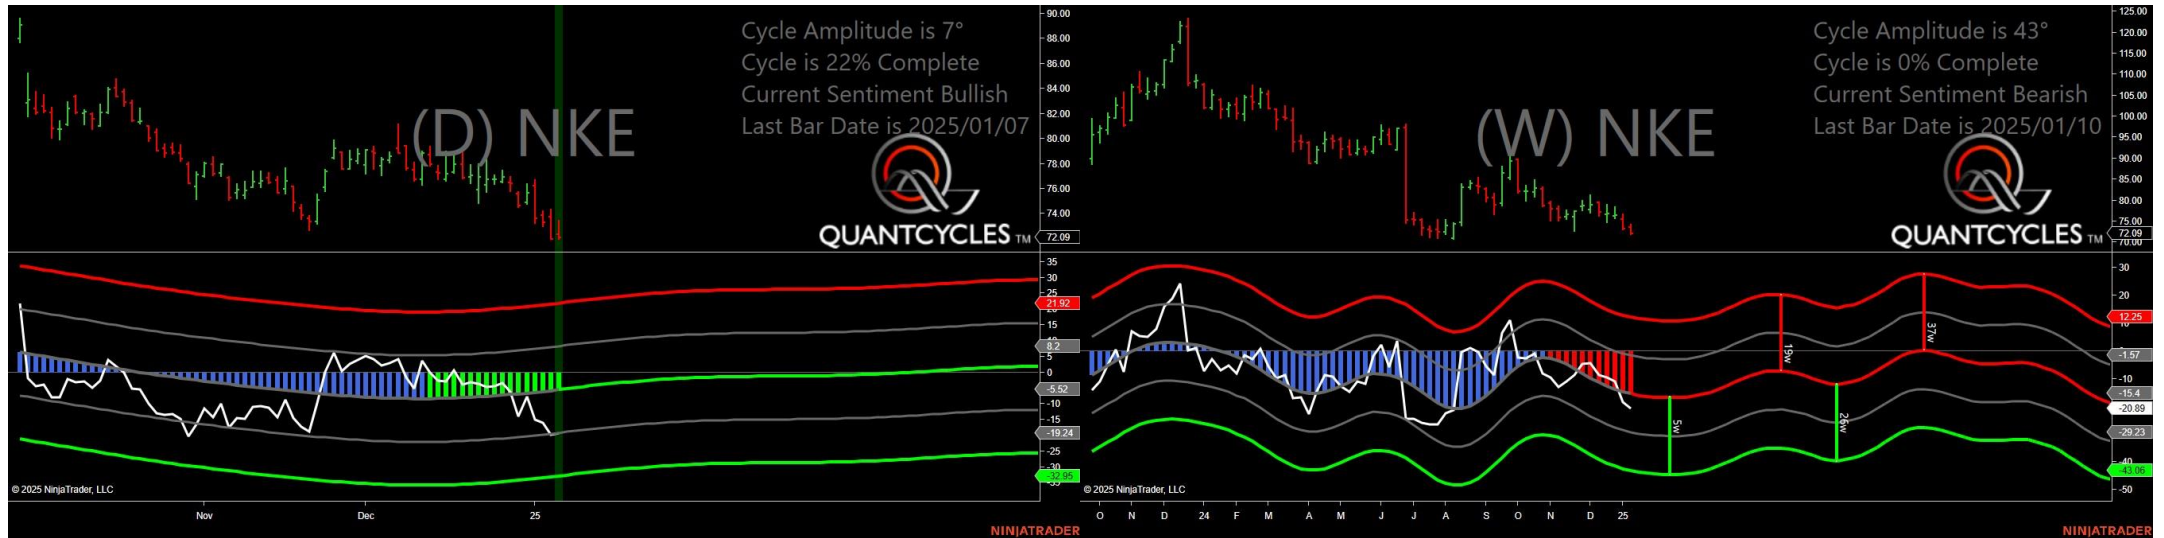 Cycle Amplitude is 7°
Cycle is 22% Complete
Current Sentiment Bullish
Last Bar Date is 2025/01/07
(D) NKE
QUANTCYCLES TM
90.00
88.00
86.00
84.00
82.00
80.00
78.00
76.00
74.00
72.09
35
30
25
21.92
15
8.2
5
0
-5.52
-10
-15
-19.24
-25
-30
-32.95
-35
© 2025 NinjaTrader, LLC
Nov
Dec
25
NINJATRADER
Cycle Amplitude is 43°
Cycle is 0% Complete
Current Sentiment Bearish
Last Bar Date is 2025/01/10
(W) NKE
QUANTCYCLES TM
125.00
120.00
115.00
110.00
105.00
100.00
95.00
90.00
85.00
80.00
75.00
72.09
70.00
30
20
12.25
10
-1.57
-10
-15.4
-20.89
-29.23
-40
-43.06
-50
19w
37w
5w
26w
© 2025 NinjaTrader, LLC
O N D 24 F M A M J J A S O N D 25
NINJATRADER